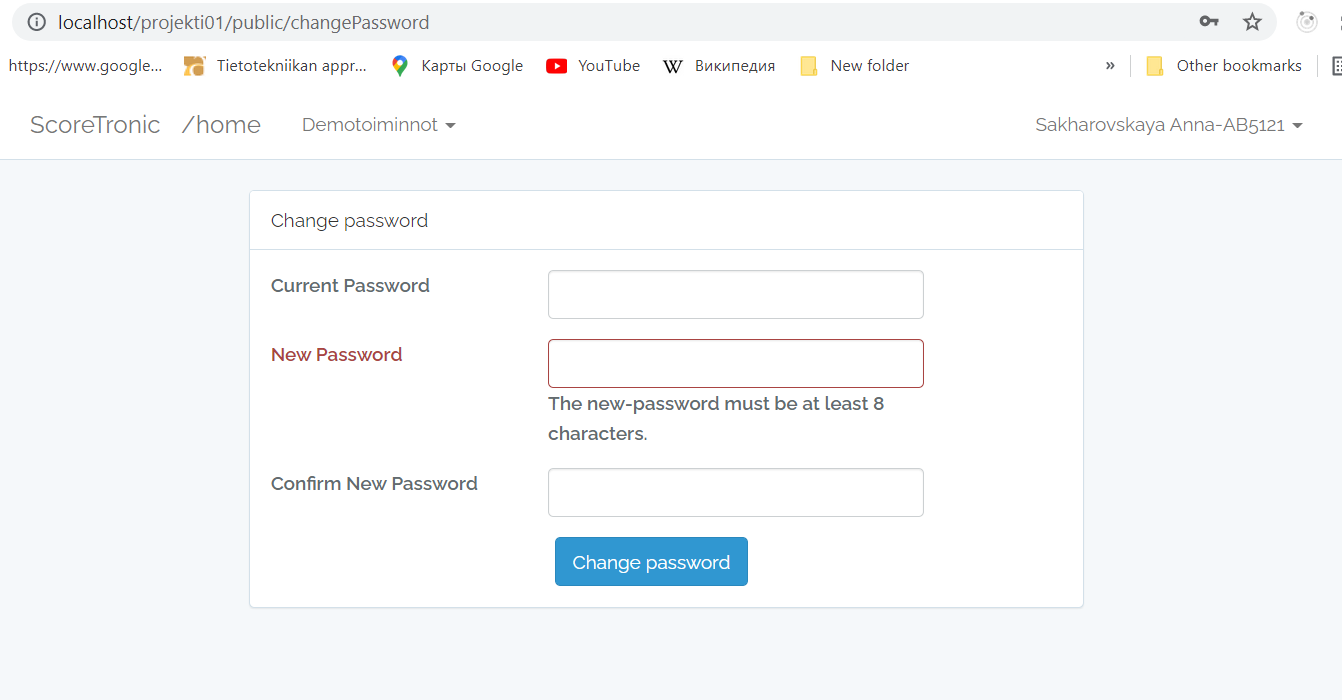 localhost/projekti01/public/changePassword
https://www.google... Tietotekniikan appr... Карты Google YouTube W Википедия New folder » Other bookmarks
ScoreTronic /home Demotoiminnot Sakharovskaya Anna-AB5121
Change password
Current Password
New Password
The new-password must be at least 8
characters.
Confirm New Password
Change password